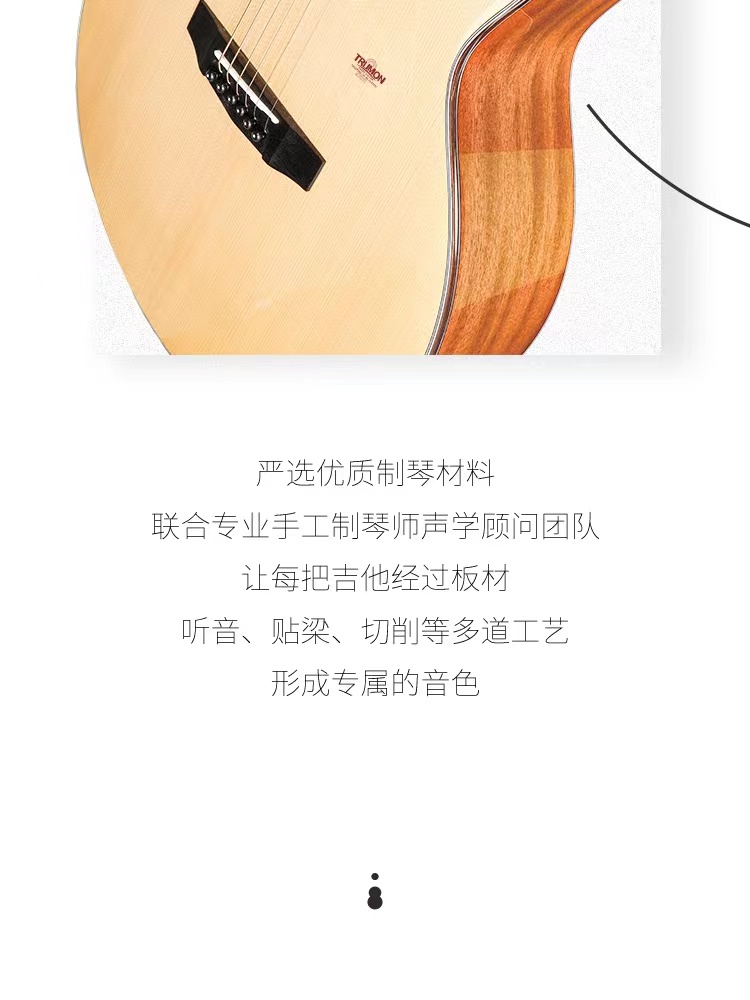 TRUMON
严选优质制琴材料
联合专业手工制琴师声学顾问团队
让每把吉他经过板材
听音、贴梁、切削等多道工艺
形成专属的音色